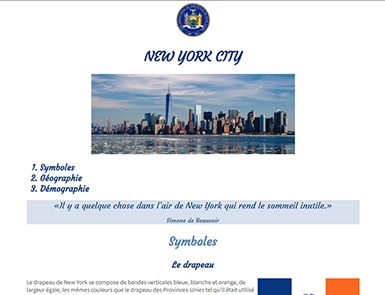 NEW YORK CITY
1. Symboles
2. Géographie
3. Démographie
«Il y a quelque chose dans l'air de New York qui rend le sommeil inutile.»
Simone de Beauvoir
Symboles
Le drapeau
Le drapeau de New York se compose de bandes verticales bleue, blanche et orange, de
largeur égale, les mêmes couleurs que le drapeau des Provinces-Unies tel qu'il était utilisé